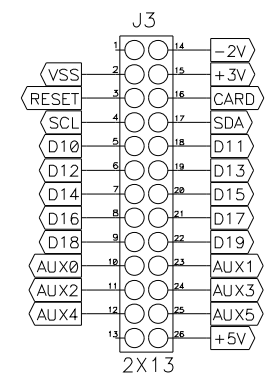 J3
1 14 -2V
VSS 2 15 +3V
RESET 3 16 CARD
SCL 4 17 SDA
D10 5 18 D11
D12 6 19 D13
D14 7 20 D15
D16 8 21 D17
D18 9 22 D19
AUX0 10 23 AUX1
AUX2 11 24 AUX3
AUX4 12 25 AUX5
13 26 +5V
2X13